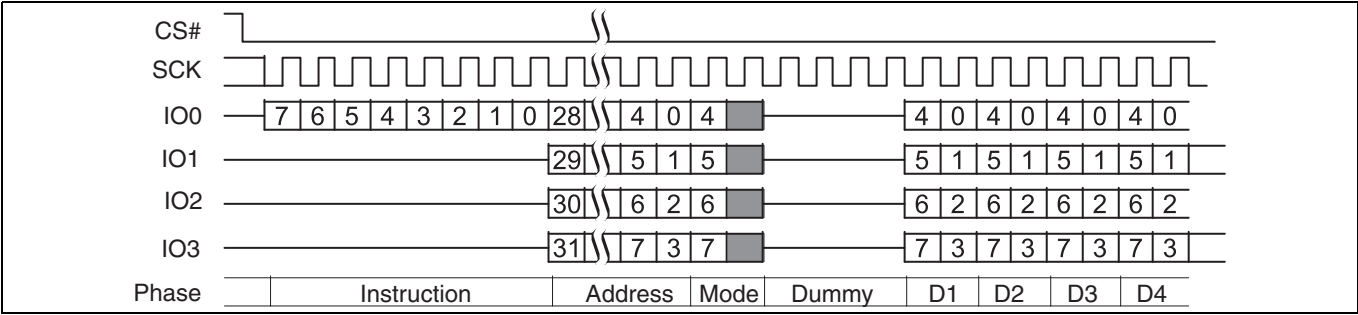 CS#
SCK
IO0 7 6 5 4 3 2 1 0 28 4 0 4 4 0 4 0 4 0 4 0
IO1 29 5 1 5 5 1 5 1 5 1 5 1
IO2 30 6 2 6 6 2 6 2 6 2 6 2
IO3 31 7 3 7 7 3 7 3 7 3 7 3
Phase Instruction Address Mode Dummy D1 D2 D3 D4